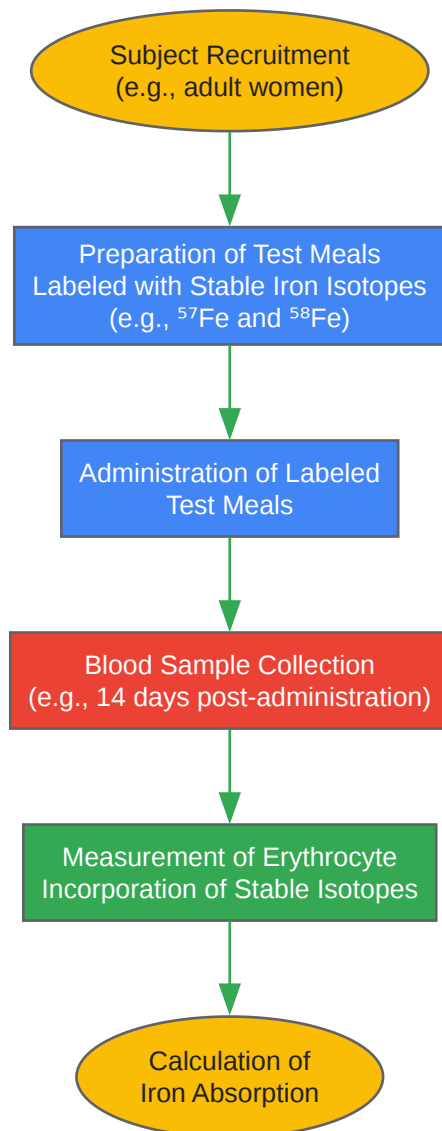 Subject Recruitment
(e.g., adult women)
Preparation of Test Meals
Labeled with Stable Iron Isotopes
(e.g., ⁵⁷Fe and ⁵⁸Fe)
Administration of Labeled
Test Meals
Blood Sample Collection
(e.g., 14 days post-administration)
Measurement of Erythrocyte
Incorporation of Stable Isotopes
Calculation of
Iron Absorption